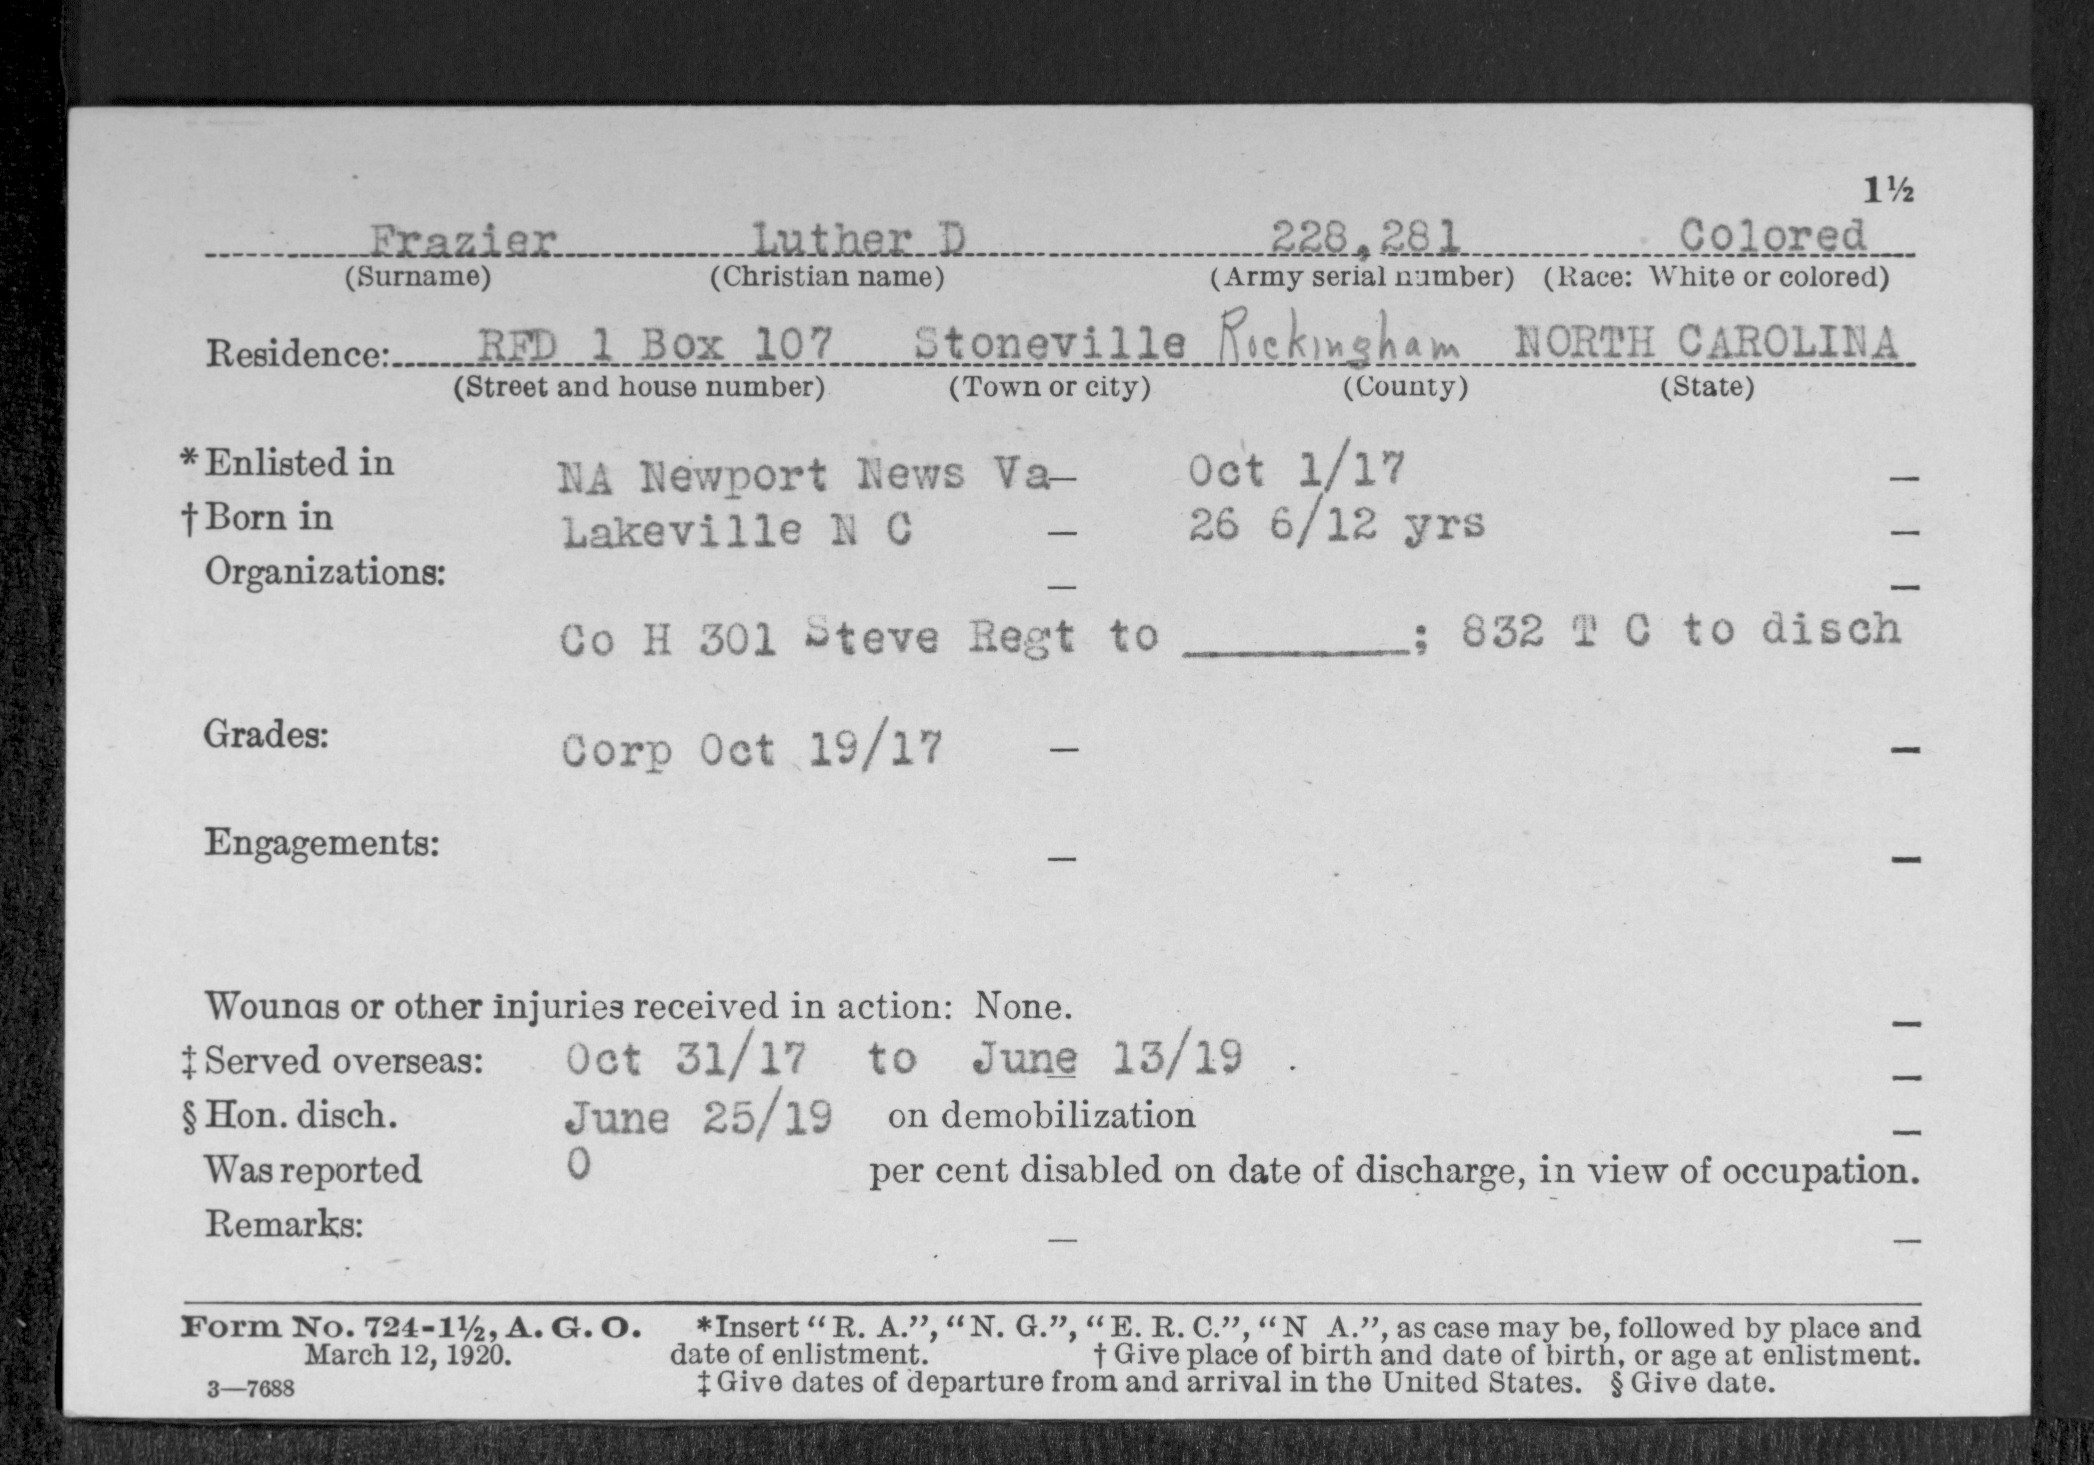 1½
Frazier Luther D 228,281 Colored
(Surname) (Christian name) (Army serial number) (Race: White or colored)
Residence: RFD 1 Box 107 Stoneville Rockingham NORTH CAROLINA
(Street and house number) (Town or city) (County) (State)
*Enlisted in NA Newport News Va— Oct 1/17 —
†Born in Lakeville N C — 26 6/12 yrs —
Organizations: — —
Co H 301 Steve Regt to ________; 832 T C to disch
Grades: Corp Oct 19/17 — —
Engagements: — —
Wounds or other injuries received in action: None. —
‡Served overseas: Oct 31/17 to June 13/19 . —
§Hon. disch. June 25/19 on demobilization —
Was reported 0 per cent disabled on date of discharge, in view of occupation.
Remarks: — —
Form No. 724-1½, A. G. O. *Insert "R. A.", "N. G.", "E. R. C.", "N A.", as case may be, followed by place and
March 12, 1920. date of enlistment. †Give place of birth and date of birth, or age at enlistment.
3—7688 ‡Give dates of departure from and arrival in the United States. §Give date.